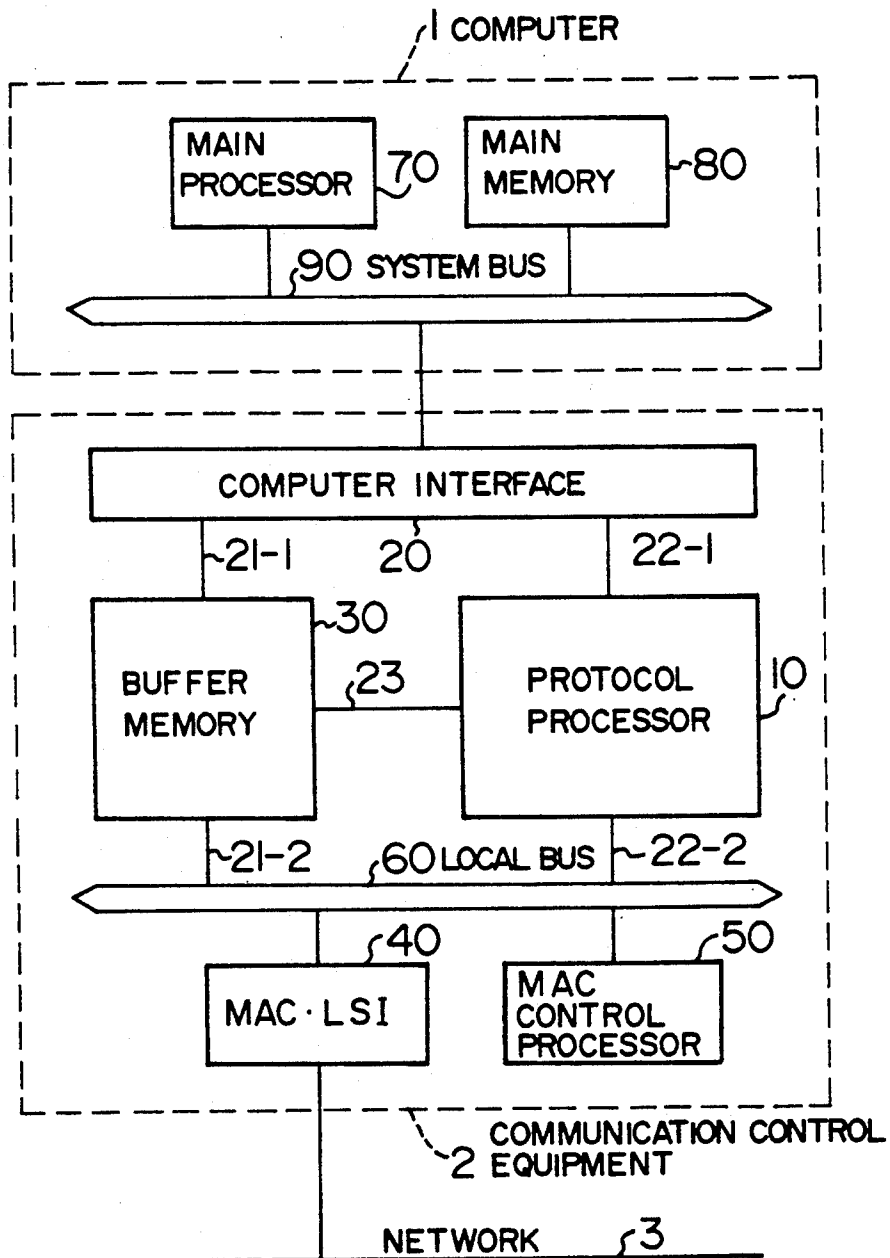 1 COMPUTER
MAIN
PROCESSOR
70
MAIN
MEMORY
80
90 SYSTEM BUS
COMPUTER INTERFACE
21-1
20
22-1
30
BUFFER
MEMORY
23
PROTOCOL
PROCESSOR
10
21-2
60 LOCAL BUS
22-2
40
MAC·LSI
50
MAC
CONTROL
PROCESSOR
2 COMMUNICATION CONTROL
EQUIPMENT
NETWORK 3